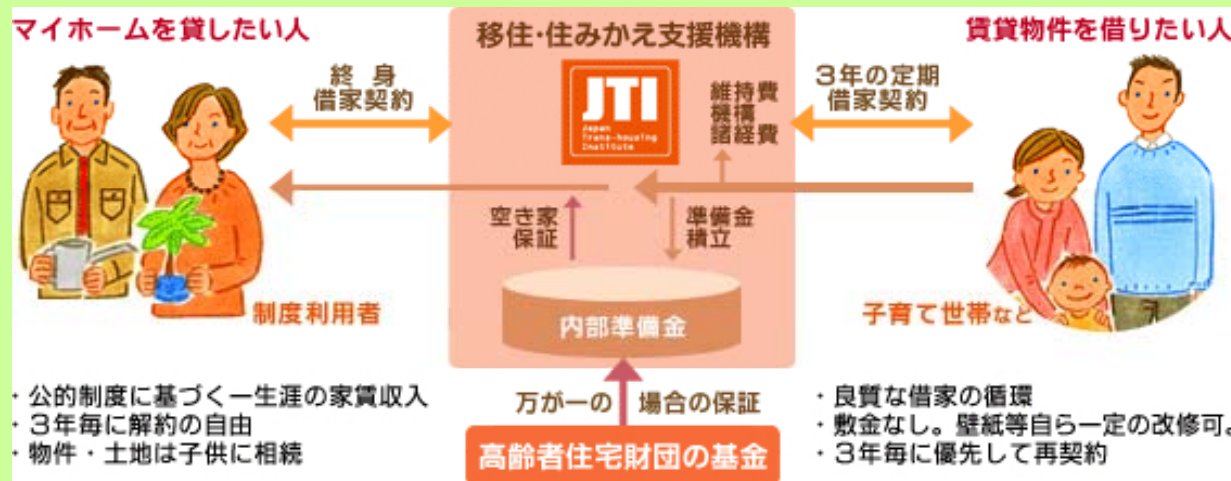 マイホームを貸したい人
移住・住みかえ支援機構
賃貸物件を借りたい人
終身
借家契約
JTI
Japan
Trans-housing
Institute
維持費
機構
諸経費
3年の定期
借家契約
空き家
保証
準備金
積立
制度利用者
内部準備金
子育て世帯など
・公的制度に基づく一生涯の家賃収入
・3年毎に解約の自由
・物件・土地は子供に相続
万が一の 場合の保証
高齢者住宅財団の基金
・良質な借家の循環
・敷金なし。壁紙等自ら一定の改修可。
・3年毎に優先して再契約